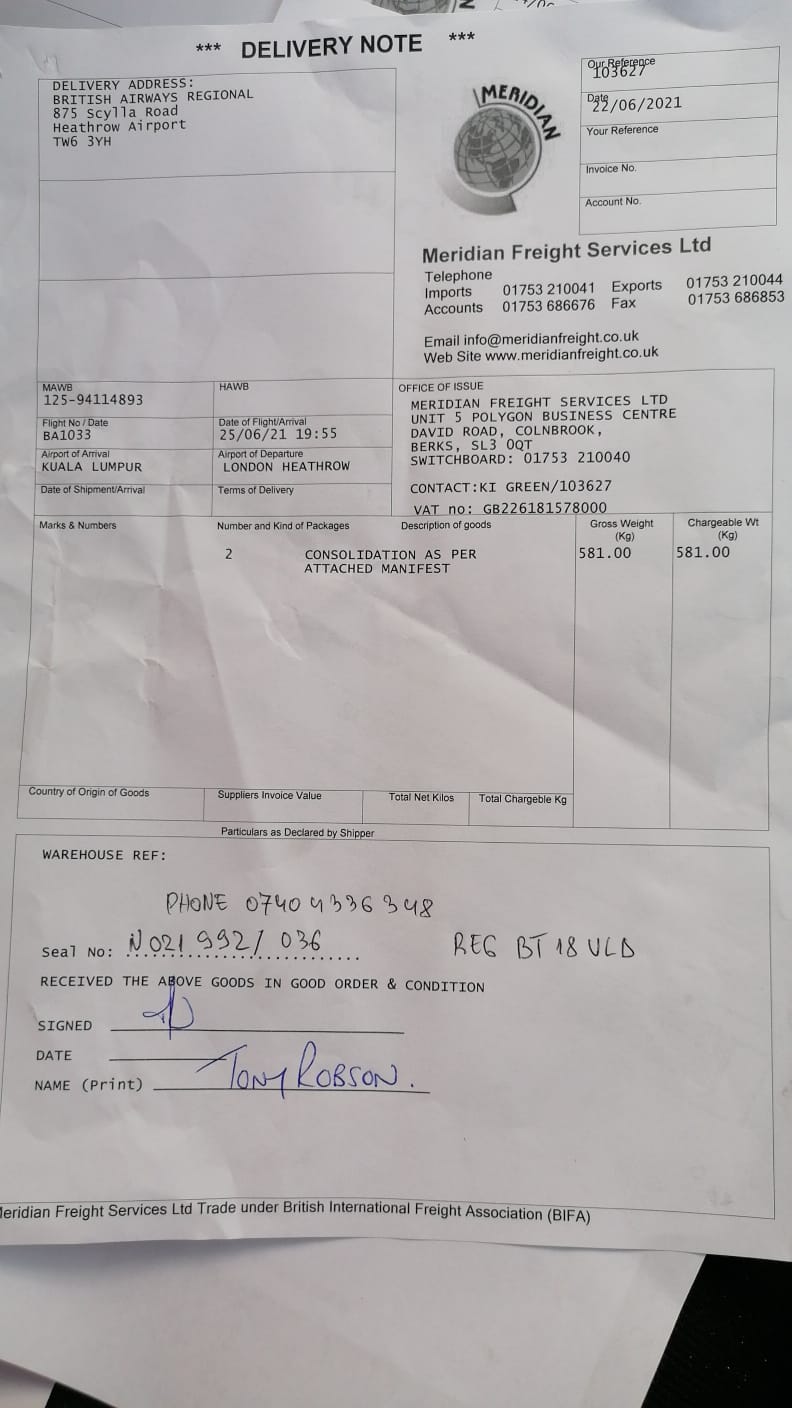 *** DELIVERY NOTE ***
DELIVERY ADDRESS:
BRITISH AIRWAYS REGIONAL
875 Scylla Road
Heathrow Airport
TW6 3YH
MERIDIAN
Our Reference
103627
Date
22/06/2021
Your Reference
Invoice No.
Account No.
Meridian Freight Services Ltd
Telephone
Imports 01753 210041 Exports 01753 210044
Accounts 01753 686676 Fax 01753 686853
Email info@meridianfreight.co.uk
Web Site www.meridianfreight.co.uk
MAWB HAWB
125-94114893
Flight No / Date Date of Flight/Arrival
BA1033 25/06/21 19:55
Airport of Arrival Airport of Departure
KUALA LUMPUR LONDON HEATHROW
Date of Shipment/Arrival Terms of Delivery
OFFICE OF ISSUE
MERIDIAN FREIGHT SERVICES LTD
UNIT 5 POLYGON BUSINESS CENTRE
DAVID ROAD, COLNBROOK,
BERKS, SL3 0QT
SWITCHBOARD: 01753 210040
CONTACT:KI GREEN/103627
VAT no: GB226181578000
Marks & Numbers Number and Kind of Packages Description of goods Gross Weight (Kg) Chargeable Wt (Kg)
2 CONSOLIDATION AS PER 581.00 581.00
ATTACHED MANIFEST
Country of Origin of Goods Suppliers Invoice Value Total Net Kilos Total Chargeble Kg
Particulars as Declared by Shipper
WAREHOUSE REF:
PHONE 07404336348
Seal No: N021992/036 REG BT18 VLD
RECEIVED THE ABOVE GOODS IN GOOD ORDER & CONDITION
SIGNED
DATE
NAME (Print) TONY ROBSON.
Meridian Freight Services Ltd Trade under British International Freight Association (BIFA)